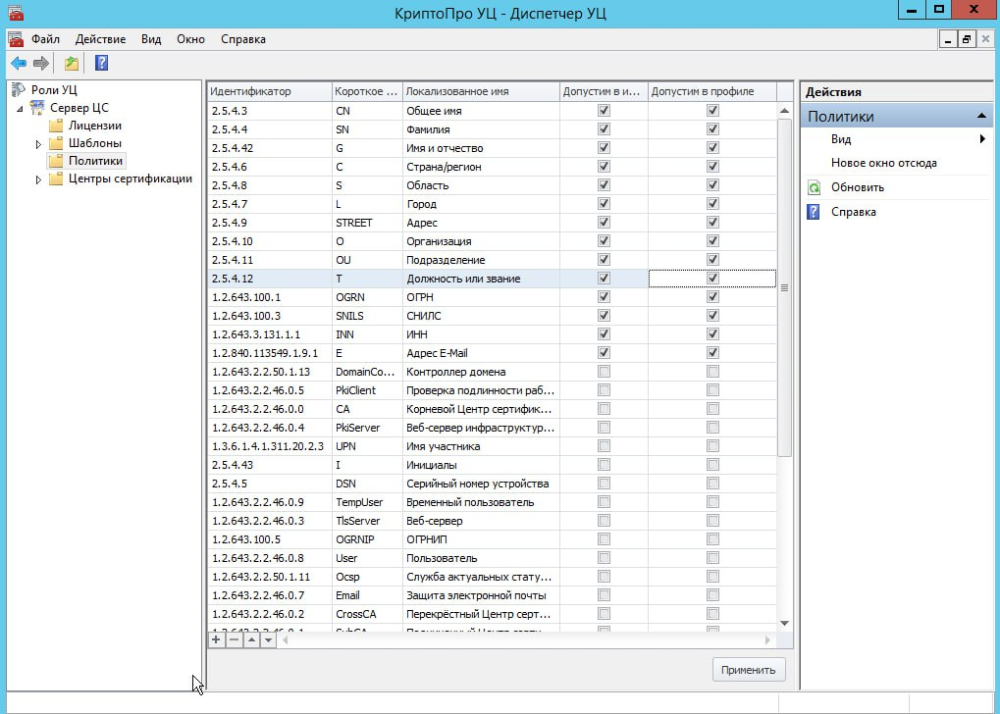 КриптоПро УЦ - Диспетчер УЦ
Файл Действие Вид Окно Справка
Роли УЦ
Сервер ЦС
Лицензии
Шаблоны
Политики
Центры сертификации
Идентификатор Короткое ... Локализованное имя Допустим в и... Допустим в профиле
2.5.4.3 CN Общее имя
2.5.4.4 SN Фамилия
2.5.4.42 G Имя и отчество
2.5.4.6 C Страна/регион
2.5.4.8 S Область
2.5.4.7 L Город
2.5.4.9 STREET Адрес
2.5.4.10 O Организация
2.5.4.11 OU Подразделение
2.5.4.12 T Должность или звание
1.2.643.100.1 OGRN ОГРН
1.2.643.100.3 SNILS СНИЛС
1.2.643.3.131.1.1 INN ИНН
1.2.840.113549.1.9.1 E Адрес E-Mail
1.2.643.2.2.50.1.13 DomainCo... Контроллер домена
1.2.643.2.2.46.0.5 PkiClient Проверка подлинности раб...
1.2.643.2.2.46.0.0 CA Корневой Центр сертифик...
1.2.643.2.2.46.0.4 PkiServer Веб-сервер инфраструктур...
1.3.6.1.4.1.311.20.2.3 UPN Имя участника
2.5.4.43 I Инициалы
2.5.4.5 DSN Серийный номер устройства
1.2.643.2.2.46.0.9 TempUser Временный пользователь
1.2.643.2.2.46.0.3 TlsServer Веб-сервер
1.2.643.100.5 OGRNIP ОГРНИП
1.2.643.2.2.46.0.8 User Пользователь
1.2.643.2.2.50.1.11 Ocsp Служба актуальных стату...
1.2.643.2.2.46.0.7 Email Защита электронной почты
1.2.643.2.2.46.0.2 CrossCA Перекрёстный Центр серт...
Применить
Действия
Политики
Вид
Новое окно отсюда
Обновить
Справка